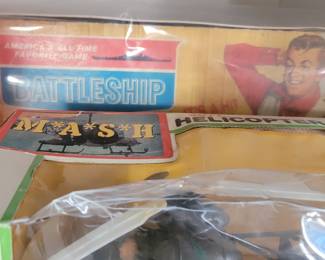 AMERICA'S ALL-TIME
FAVORITE GAME
BATTLESHIP
M*A*S*H
HELICOPTER